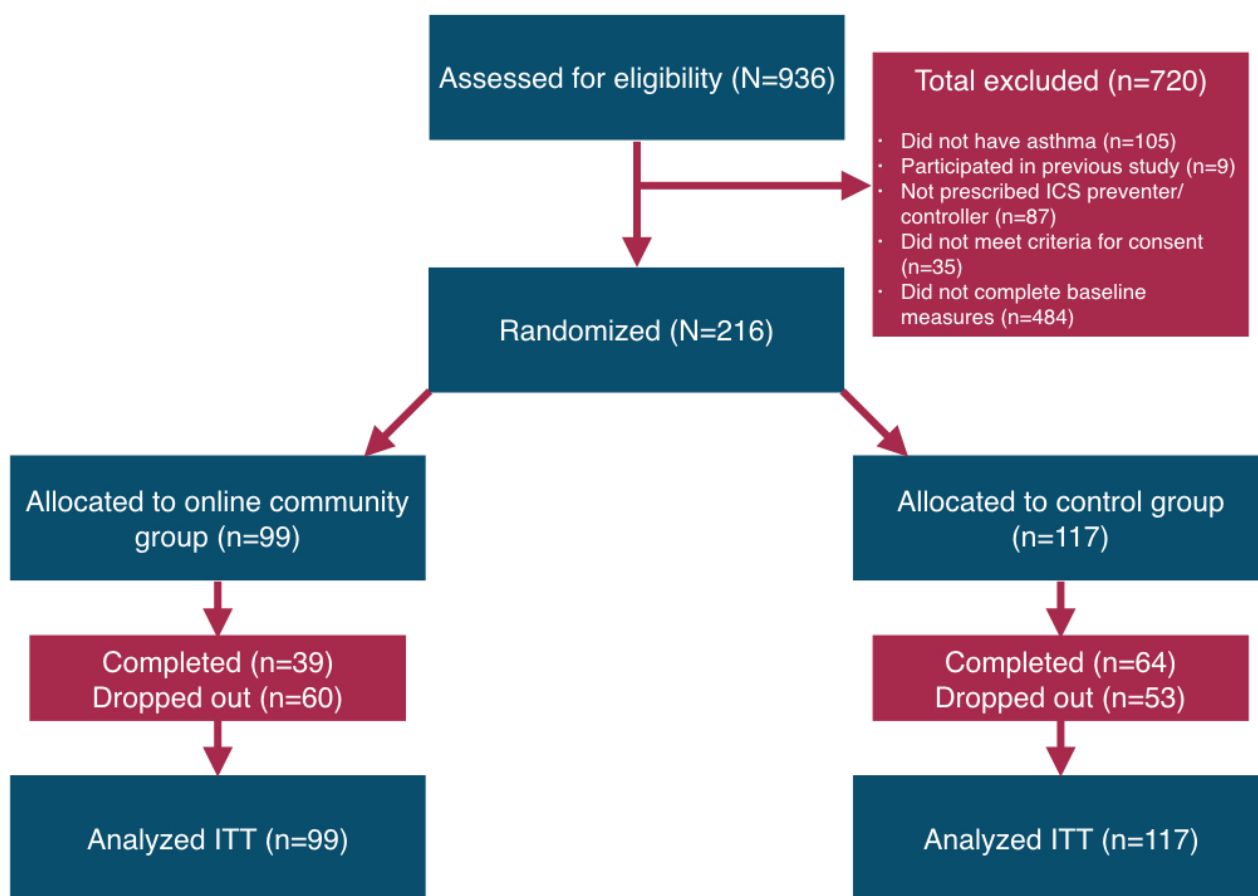 Assessed for eligibility (N=936)
Total excluded (n=720)
· Did not have asthma (n=105)
· Participated in previous study (n=9)
· Not prescribed ICS preventer/
controller (n=87)
· Did not meet criteria for consent
(n=35)
· Did not complete baseline
measures (n=484)
Randomized (N=216)
Allocated to online community
group (n=99)
Allocated to control group
(n=117)
Completed (n=39)
Dropped out (n=60)
Completed (n=64)
Dropped out (n=53)
Analyzed ITT (n=99)
Analyzed ITT (n=117)